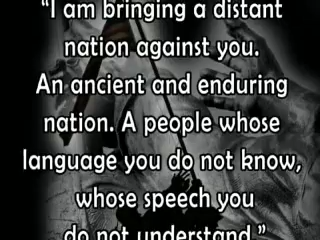 “I am bringing a distant
nation against you.
An ancient and enduring
nation. A people whose
language you do not know,
whose speech you
do not understand.”